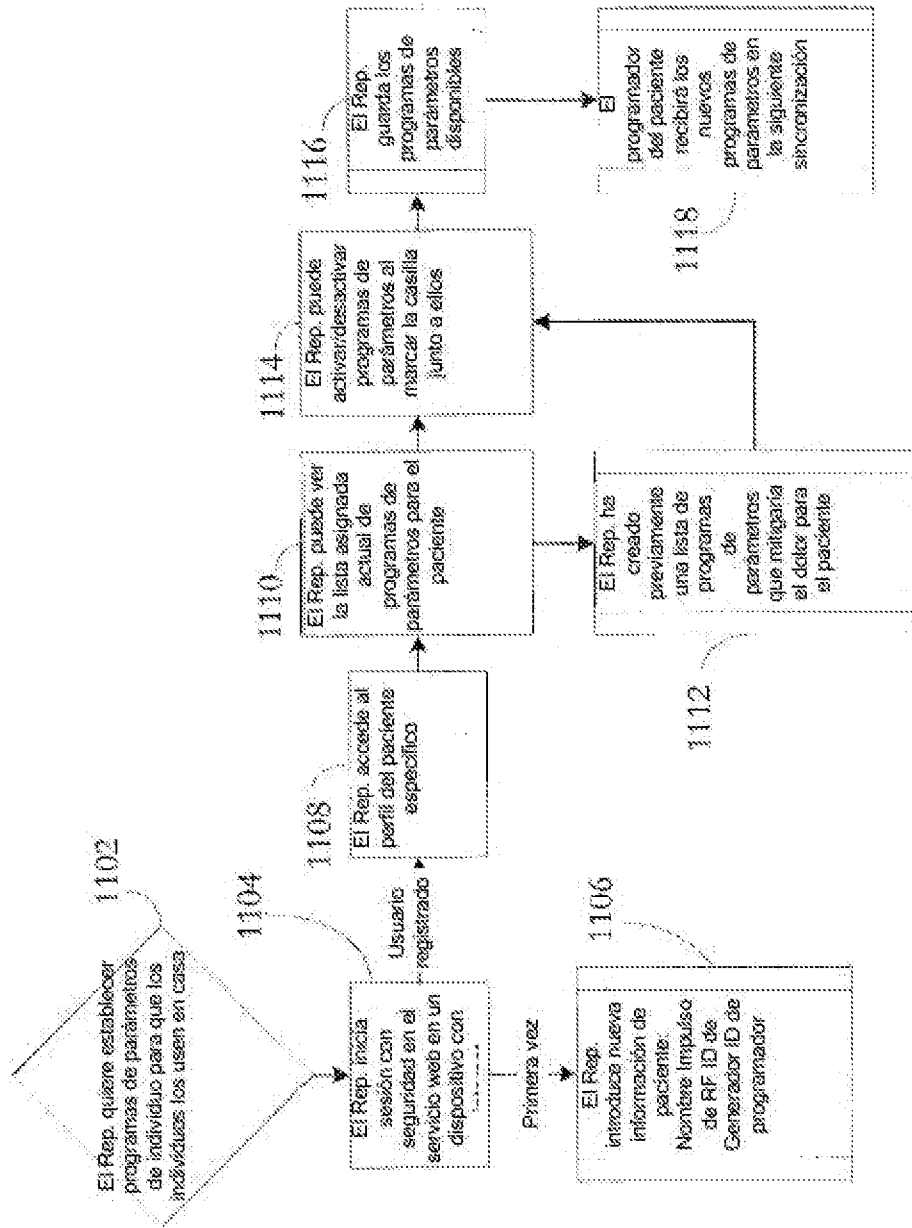 El Rep. quiere establecer
programas de parámetros
de individuo para que los
individuos los usen en casa
1102
El Rep. inicia
sesión con
seguridad en el
servicio web en un
dispositivo con
1104
Primera vez
Usuario
registrado
El Rep.
introduce nueva
información de
paciente:
Nombre Impulso
de RF ID de
Generador ID de
programador
1106
El Rep. accede al
perfil del paciente
específico
1108
El Rep. pueda ver
la lista asignada
actual de
programas de
parámetros para el
paciente
1110
El Rep. ha
creado
previamente
una lista de
programas
de
parámetros
que mitigaría
el dolor para
el paciente
1112
El Rep. puede
activar/desactivar
programas de
parámetros al
marcar la casilla
junto a ellos
1114
El Rep.
guarda los
programas de
parámetros
disponibles
1116
El
programador
del paciente
recibirá los
nuevos
programas de
parámetros en
la siguiente
sincronización
1118